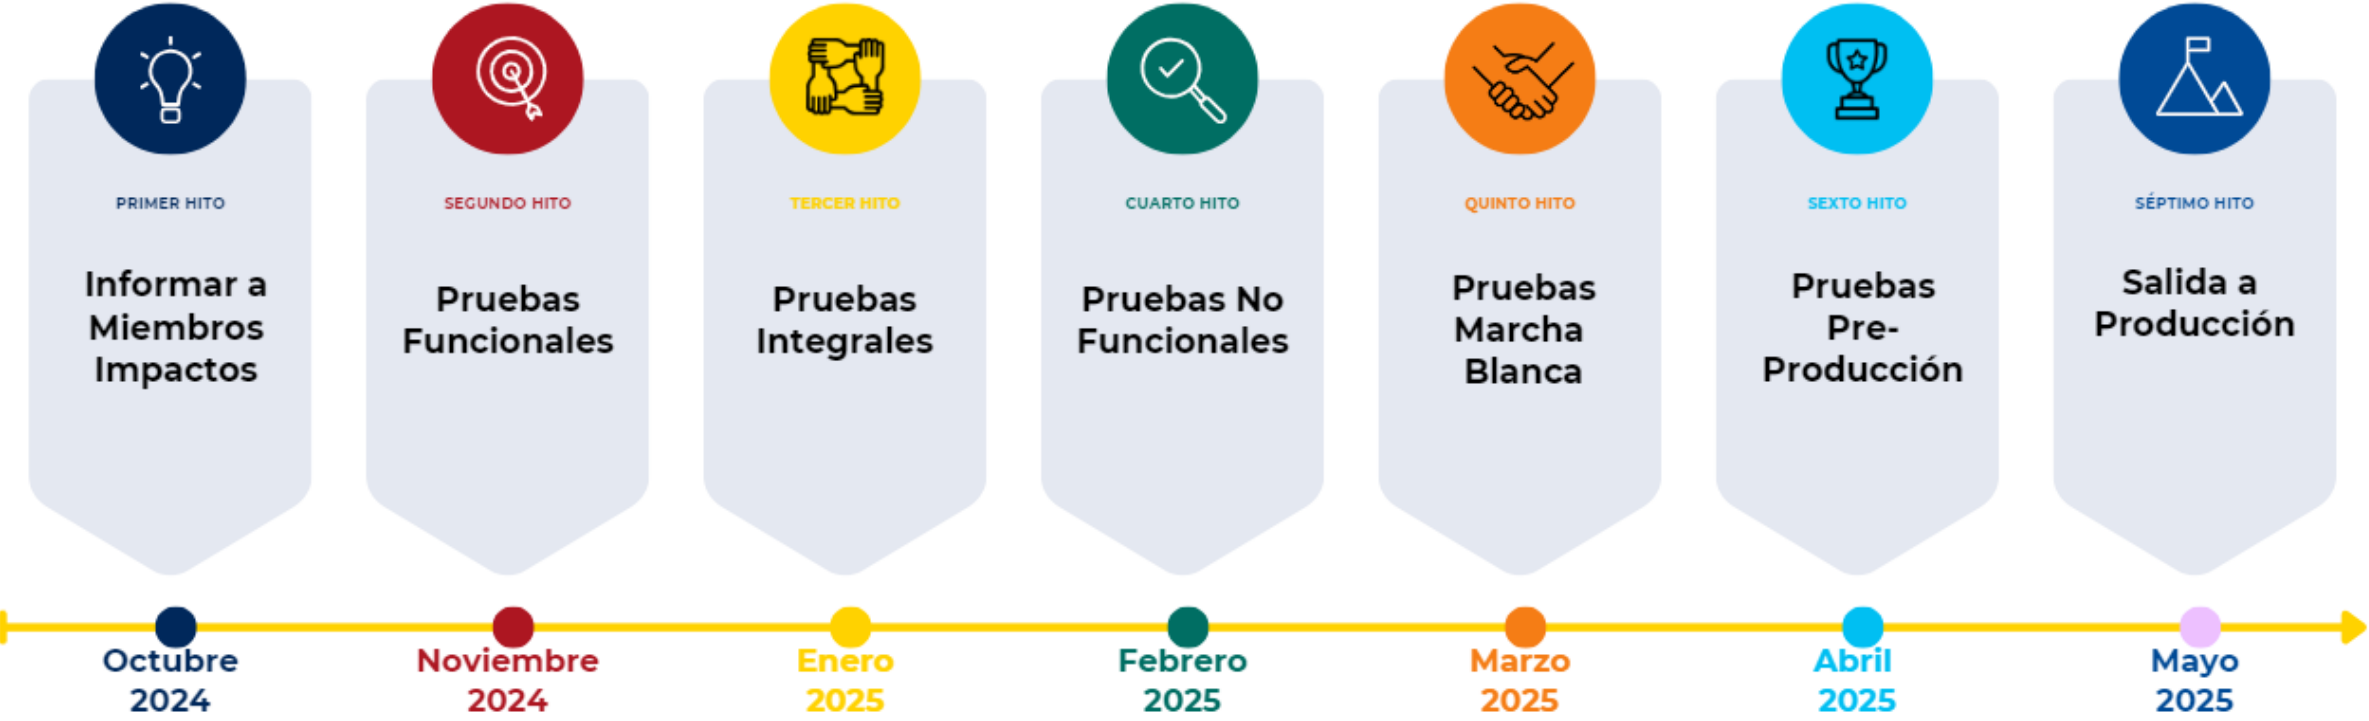 PRIMER HITO
Informar a
Miembros
Impactos
Octubre
2024
SEGUNDO HITO
Pruebas
Funcionales
Noviembre
2024
TERCER HITO
Pruebas
Integrales
Enero
2025
CUARTO HITO
Pruebas No
Funcionales
Febrero
2025
QUINTO HITO
Pruebas
Marcha
Blanca
Marzo
2025
SEXTO HITO
Pruebas
Pre-
Producción
Abril
2025
SÉPTIMO HITO
Salida a
Producción
Mayo
2025